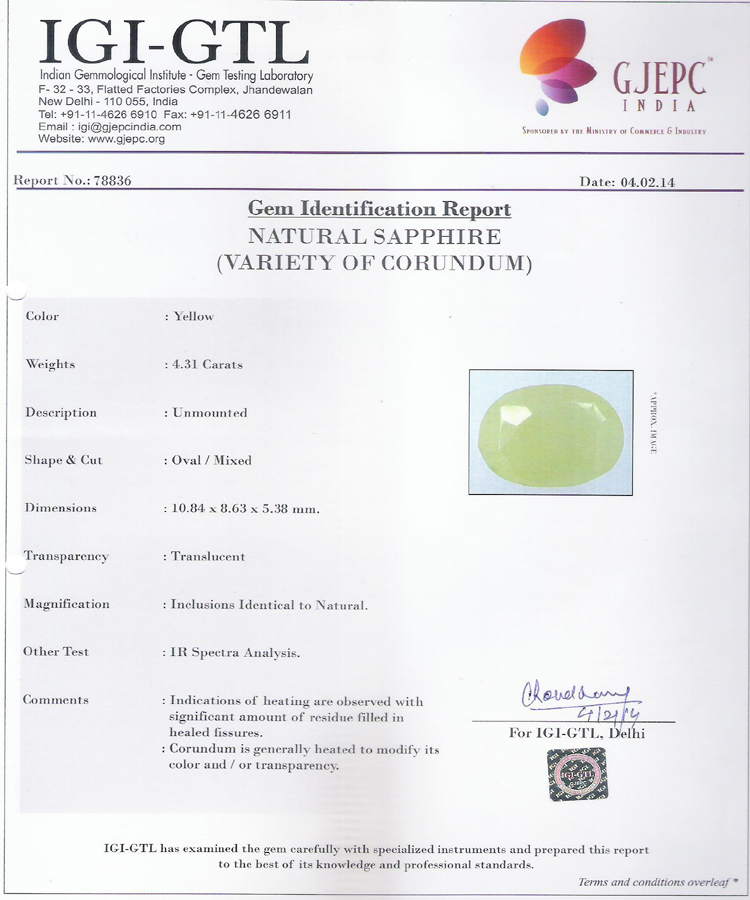 IGI-GTL
Indian Gemmological Institute - Gem Testing Laboratory
F- 32 - 33, Flatted Factories Complex, Jhandewalan
New Delhi - 110 055, India
Tel: +91-11-4626 6910 Fax: +91-11-4626 6911
Email : igi@gjepcindia.com
Website: www.gjepc.org
GJEPC™
INDIA
Sponsored by the Ministry of Commerce & Industry
Report No.: 78836
Date: 04.02.14
Gem Identification Report
NATURAL SAPPHIRE
(VARIETY OF CORUNDUM)
Color : Yellow
Weights : 4.31 Carats
Description : Unmounted
Shape & Cut : Oval / Mixed
Dimensions : 10.84 x 8.63 x 5.38 mm.
Transparency : Translucent
Magnification : Inclusions Identical to Natural.
Other Test : IR Spectra Analysis.
Comments : Indications of heating are observed with
significant amount of residue filled in
healed fissures.
: Corundum is generally heated to modify its
color and / or transparency.
*APPROX. IMAGE
Choudhary
4/2/14
For IGI-GTL, Delhi
IGI-GTL
GJEPC
IGI-GTL has examined the gem carefully with specialized instruments and prepared this report
to the best of its knowledge and professional standards.
Terms and conditions overleaf *